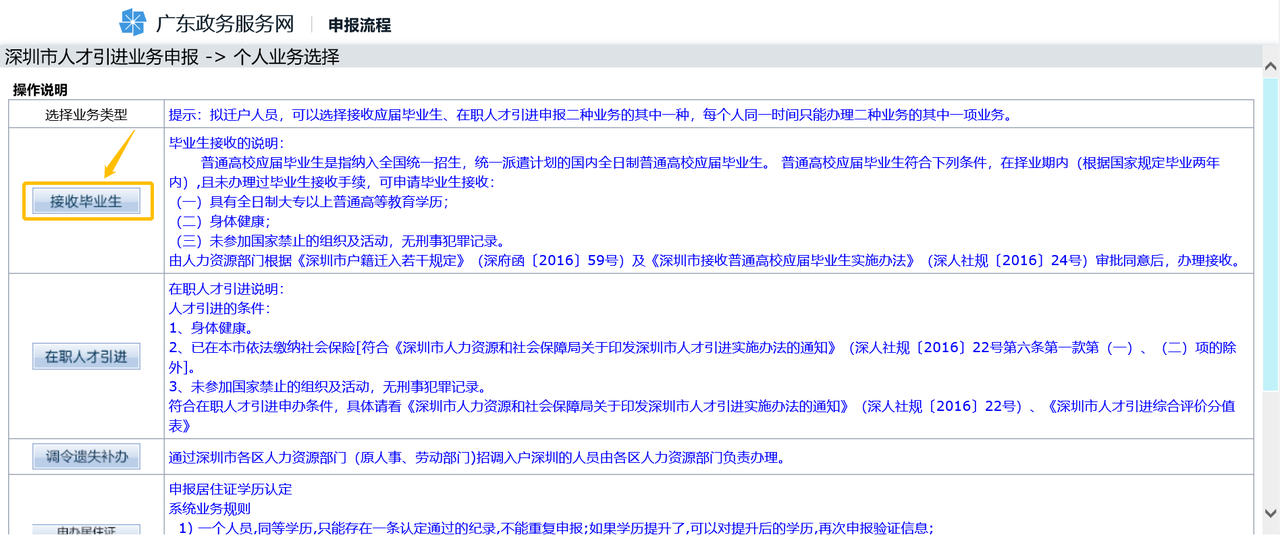 广东政务服务网 申报流程
深圳市人才引进业务申报 -> 个人业务选择
操作说明
选择业务类型
提示：拟迁户人员，可以选择接收应届毕业生、在职人才引进申报二种业务的其中一种，每个人同一时间只能办理二种业务的其中一项业务。
接收毕业生
毕业生接收的说明：
普通高校应届毕业生是指纳入全国统一招生，统一派遣计划的国内全日制普通高校应届毕业生。 普通高校应届毕业生符合下列条件，在择业期内（根据国家规定毕业两年
内）,且未办理过毕业生接收手续，可申请毕业生接收：
（一）具有全日制大专以上普通高等教育学历；
（二）身体健康；
（三）未参加国家禁止的组织及活动，无刑事犯罪记录。
由人力资源部门根据《深圳市户籍迁入若干规定》（深府函〔2016〕59号）及《深圳市接收普通高校应届毕业生实施办法》（深人社规〔2016〕24号）审批同意后，办理接收。
在职人才引进
在职人才引进说明：
人才引进的条件：
1、身体健康。
2、已在本市依法缴纳社会保险[符合《深圳市人力资源和社会保障局关于印发深圳市人才引进实施办法的通知》（深人社规〔2016〕22号第六条第一款第（一）、（二）项的除
外]。
3、未参加国家禁止的组织及活动，无刑事犯罪记录。
符合在职人才引进申办条件，具体请看《深圳市人力资源和社会保障局关于印发深圳市人才引进实施办法的通知》（深人社规〔2016〕22号）、《深圳市人才引进综合评价分值
表》
调令遗失补办
通过深圳市各区人力资源部门（原人事、劳动部门)招调入户深圳的人员由各区人力资源部门负责办理。
申办居住证
申报居住证学历认定
系统业务规则
1）一个人员,同等学历,只能存在一条认定通过的纪录,不能重复申报;如果学历提升了,可以对提升后的学历,再次申报验证信息;